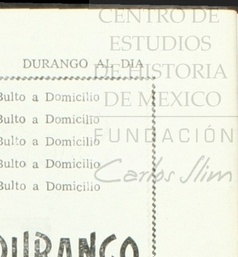 CENTRO DE
ESTUDIOS
DE HISTORIA
DE MEXICO
FUNDACIÓN
Carlos Slim
DURANGO AL DIA
Bulto a Domicilio
Bulto a Domicilio
Bulto a Domicilio
Bulto a Domicilio
Bulto a Domicilio
DURANGO